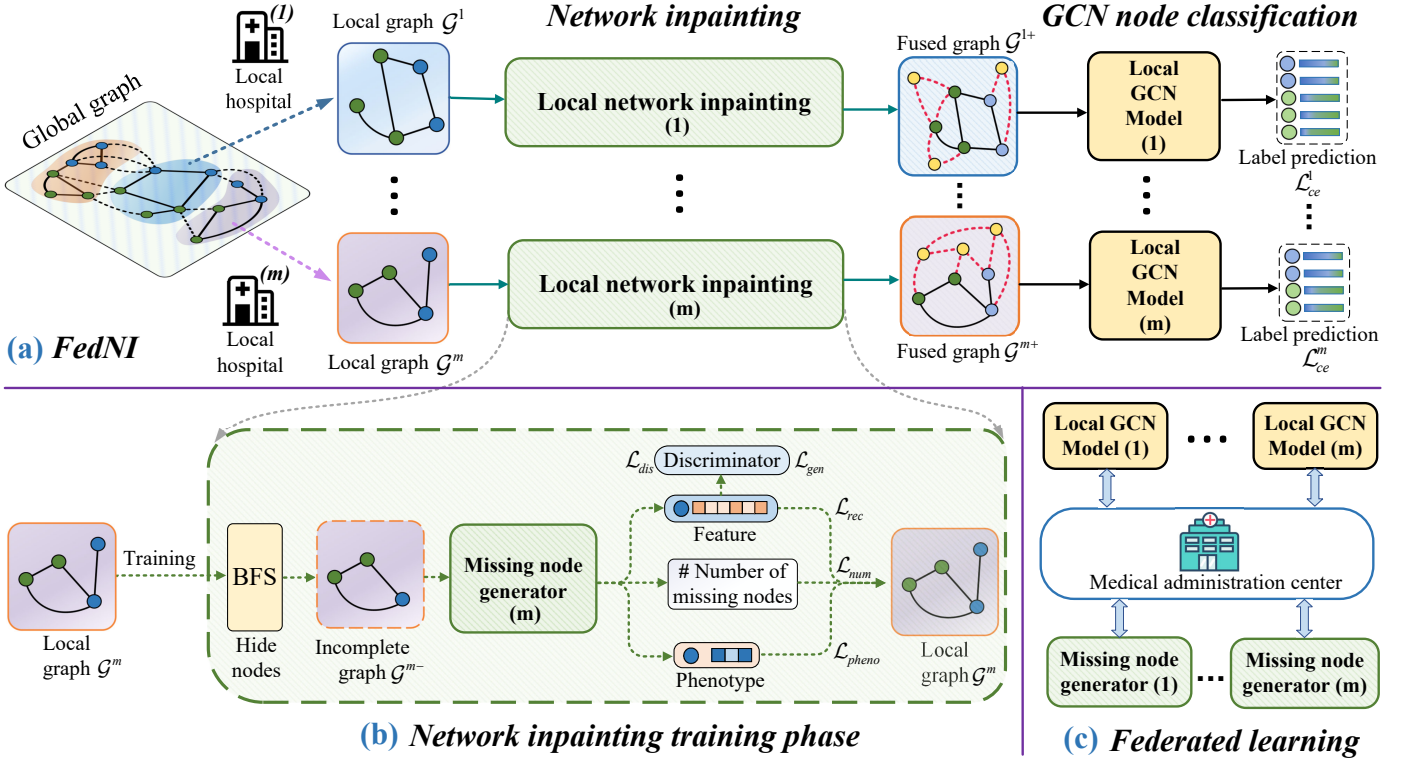 Network inpainting
GCN node classification
(1)
Local
hospital
Local graph 𝒢¹
Global graph
Local network inpainting
(1)
Fused graph 𝒢¹⁺
Local
GCN
Model
(1)
Label prediction
ℒ¹ce
(m)
Local
hospital
Local graph 𝒢ᵐ
Local network inpainting
(m)
Fused graph 𝒢ᵐ⁺
Local
GCN
Model
(m)
Label prediction
ℒᵐce
(a) FedNI
Local
graph 𝒢ᵐ
Training
BFS
Hide
nodes
Incomplete
graph 𝒢ᵐ⁻
Missing node
generator
(m)
ℒdis
Discriminator
ℒgen
Feature
ℒrec
# Number of
missing nodes
ℒnum
Phenotype
ℒpheno
Local
graph 𝒢ᵐ
(b) Network inpainting training phase
Local GCN
Model (1)
Local GCN
Model (m)
Medical administration center
Missing node
generator (1)
Missing node
generator (m)
(c) Federated learning